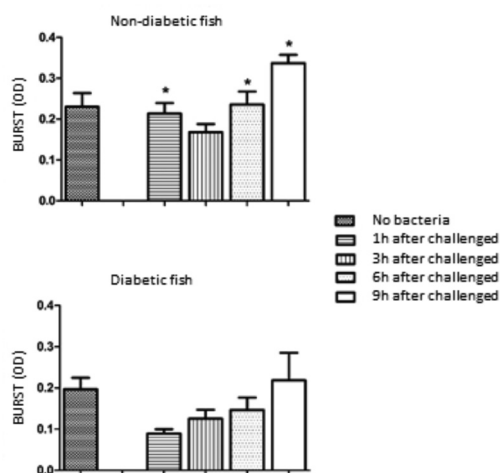 Non-diabetic fish
BURST (OD)
0.4
0.3
0.2
0.1
0.0
*
*
*
No bacteria
1h after challenged
3h after challenged
6h after challenged
9h after challenged
Diabetic fish
BURST (OD)
0.4
0.3
0.2
0.1
0.0